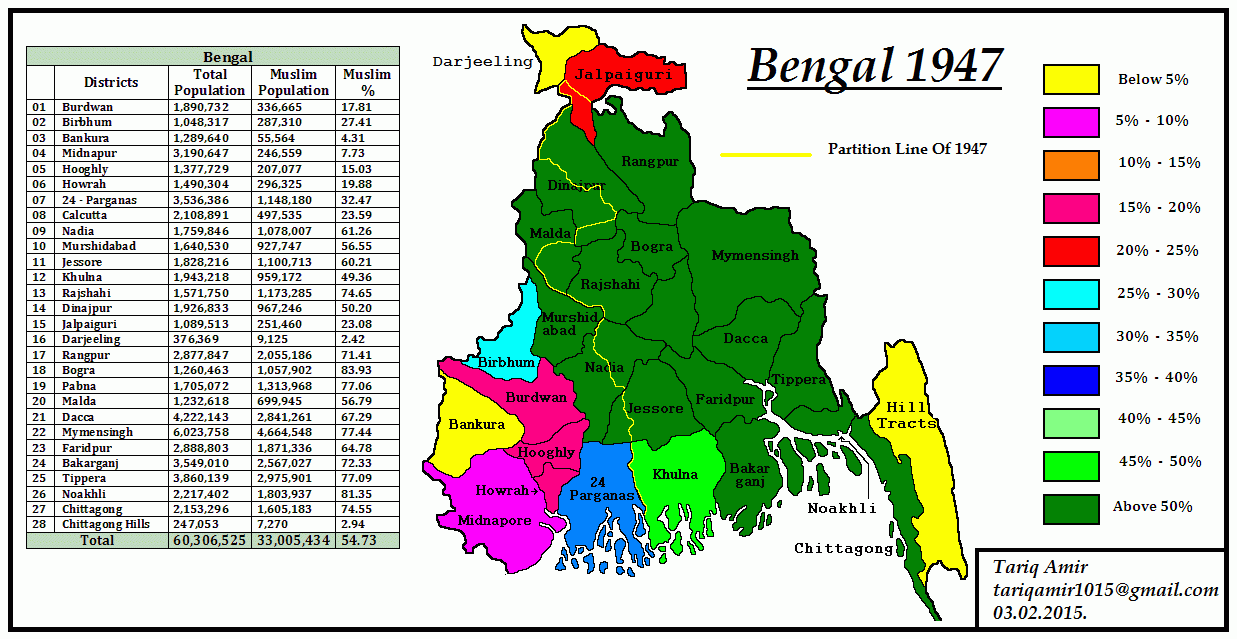 Bengal
Districts Total Population Muslim Population Muslim %
01 Burdwan 1,890,732 336,665 17.81
02 Birbhum 1,048,317 287,310 27.41
03 Bankura 1,289,640 55,564 4.31
04 Midnapur 3,190,647 246,559 7.73
05 Hooghly 1,377,729 207,077 15.03
06 Howrah 1,490,304 296,325 19.88
07 24 - Parganas 3,536,386 1,148,180 32.47
08 Calcutta 2,108,891 497,535 23.59
09 Nadia 1,759,846 1,078,007 61.26
10 Murshidabad 1,640,530 927,747 56.55
11 Jessore 1,828,216 1,100,713 60.21
12 Khulna 1,943,218 959,172 49.36
13 Rajshahi 1,571,750 1,173,285 74.65
14 Dinajpur 1,926,833 967,246 50.20
15 Jalpaiguri 1,089,513 251,460 23.08
16 Darjeeling 376,369 9,125 2.42
17 Rangpur 2,877,847 2,055,186 71.41
18 Bogra 1,260,463 1,057,902 83.93
19 Pabna 1,705,072 1,313,968 77.06
20 Malda 1,232,618 699,945 56.79
21 Dacca 4,222,143 2,841,261 67.29
22 Mymensingh 6,023,758 4,664,548 77.44
23 Faridpur 2,888,803 1,871,336 64.78
24 Bakarganj 3,549,010 2,567,027 72.33
25 Tippera 3,860,139 2,975,901 77.09
26 Noakhli 2,217,402 1,803,937 81.35
27 Chittagong 2,153,296 1,605,183 74.55
28 Chittagong Hills 247,053 7,270 2.94
Total 60,306,525 33,005,434 54.73
Bengal 1947
Partition Line Of 1947
Darjeeling
Jalpaiguri
Rangpur
Dinajpur
Malda
Bogra
Mymensingh
Rajshahi
Murshid
abad
Dacca
Birbhum
Nadia
Tippera
Burdwan
Jessore
Faridpur
Hill
Tracts
Bankura
Hooghly
Khulna
Bakar
ganj
24
Parganas
Howrah
Midnapore
Noakhli
Chittagong
Below 5%
5% - 10%
10% - 15%
15% - 20%
20% - 25%
25% - 30%
30% - 35%
35% - 40%
40% - 45%
45% - 50%
Above 50%
Tariq Amir
tariqamir1015@gmail.com
03.02.2015.